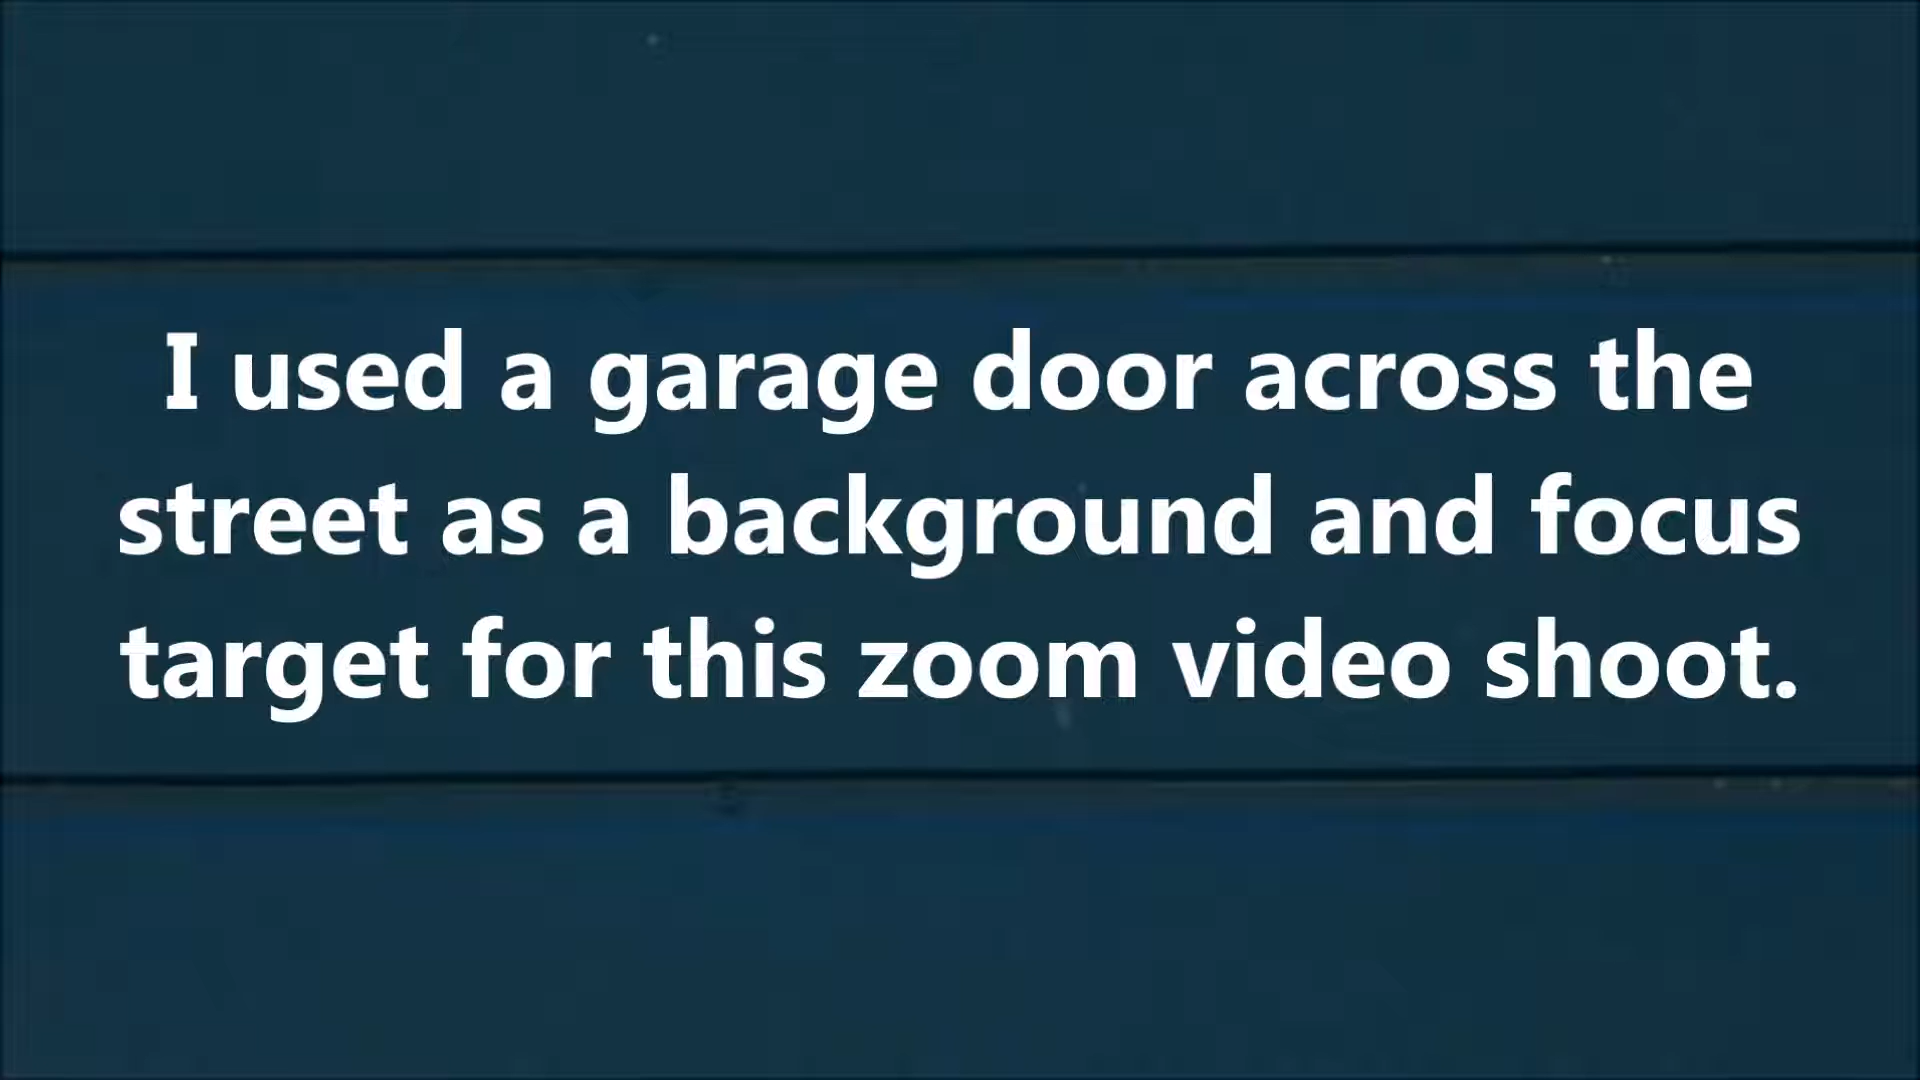 I used a garage door across the
street as a background and focus
target for this zoom video shoot.